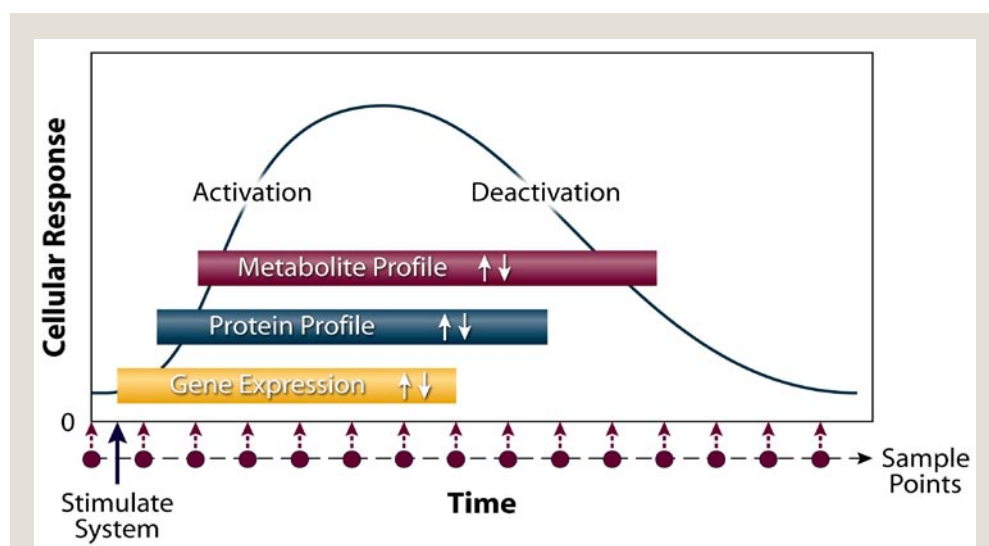 Cellular Response
Activation
Deactivation
Metabolite Profile ↑↓
Protein Profile ↑↓
Gene Expression ↑↓
0
Sample
Points
Stimulate
System
Time